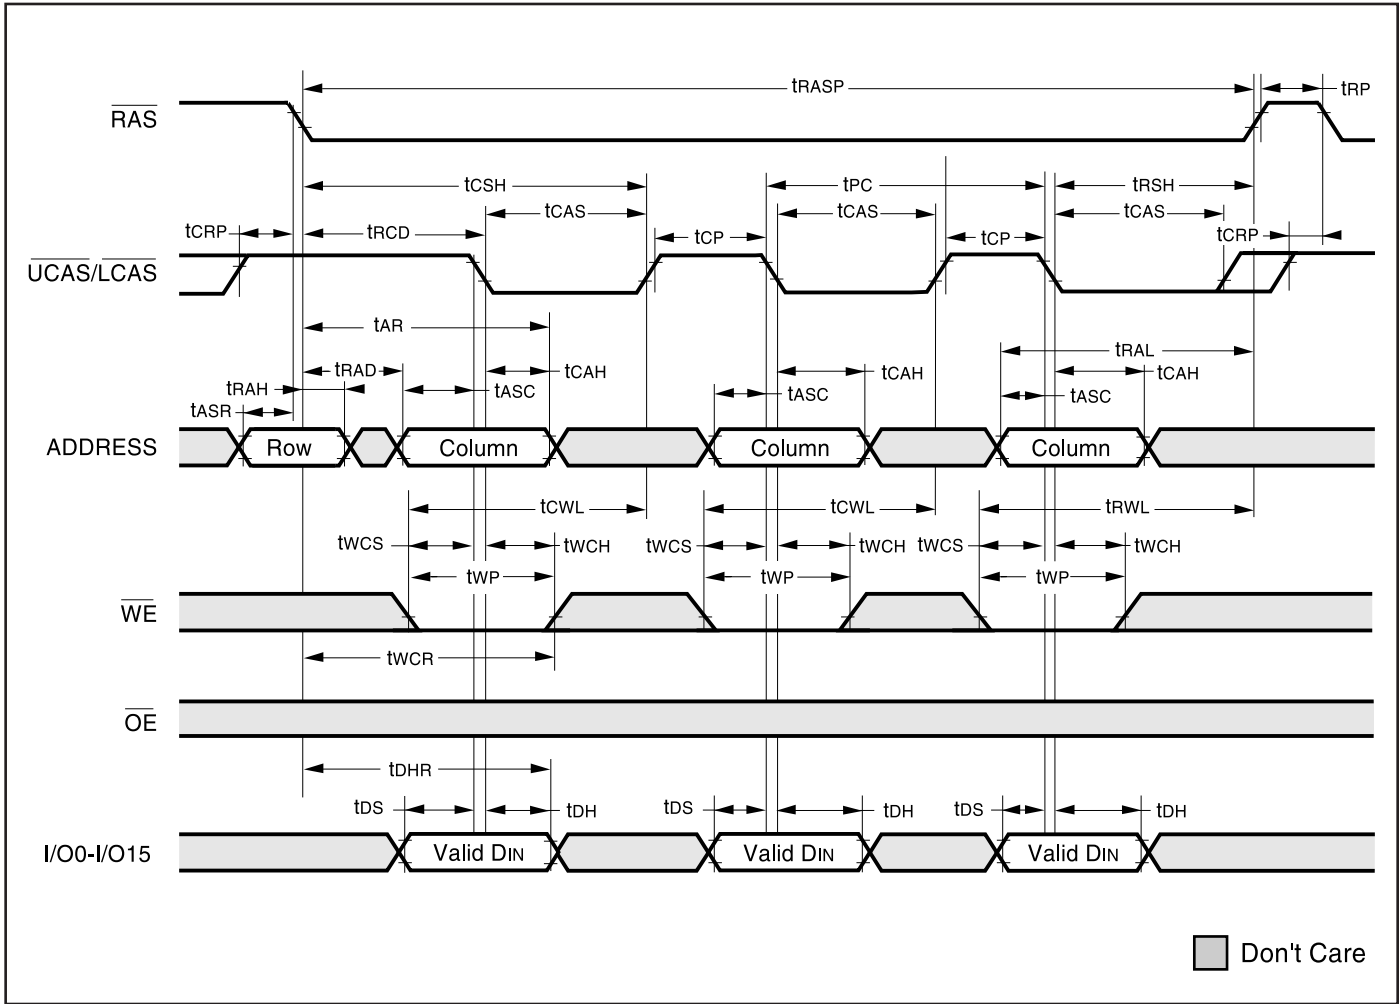 tRASP
tRP
RAS
tCSH
tPC
tRSH
tCAS
tCAS
tCAS
tCRP
tRCD
tCP
tCP
tCRP
UCAS/LCAS
tAR
tRAL
tRAD
tCAH
tCAH
tCAH
tRAH
tASC
tASC
tASC
tASR
ADDRESS
Row
Column
Column
Column
tCWL
tCWL
tRWL
tWCS
tWCH
tWCS
tWCH
tWCS
tWCH
tWP
tWP
tWP
WE
tWCR
OE
tDHR
tDS
tDH
tDS
tDH
tDS
tDH
I/O0-I/O15
Valid DIN
Valid DIN
Valid DIN
Don't Care